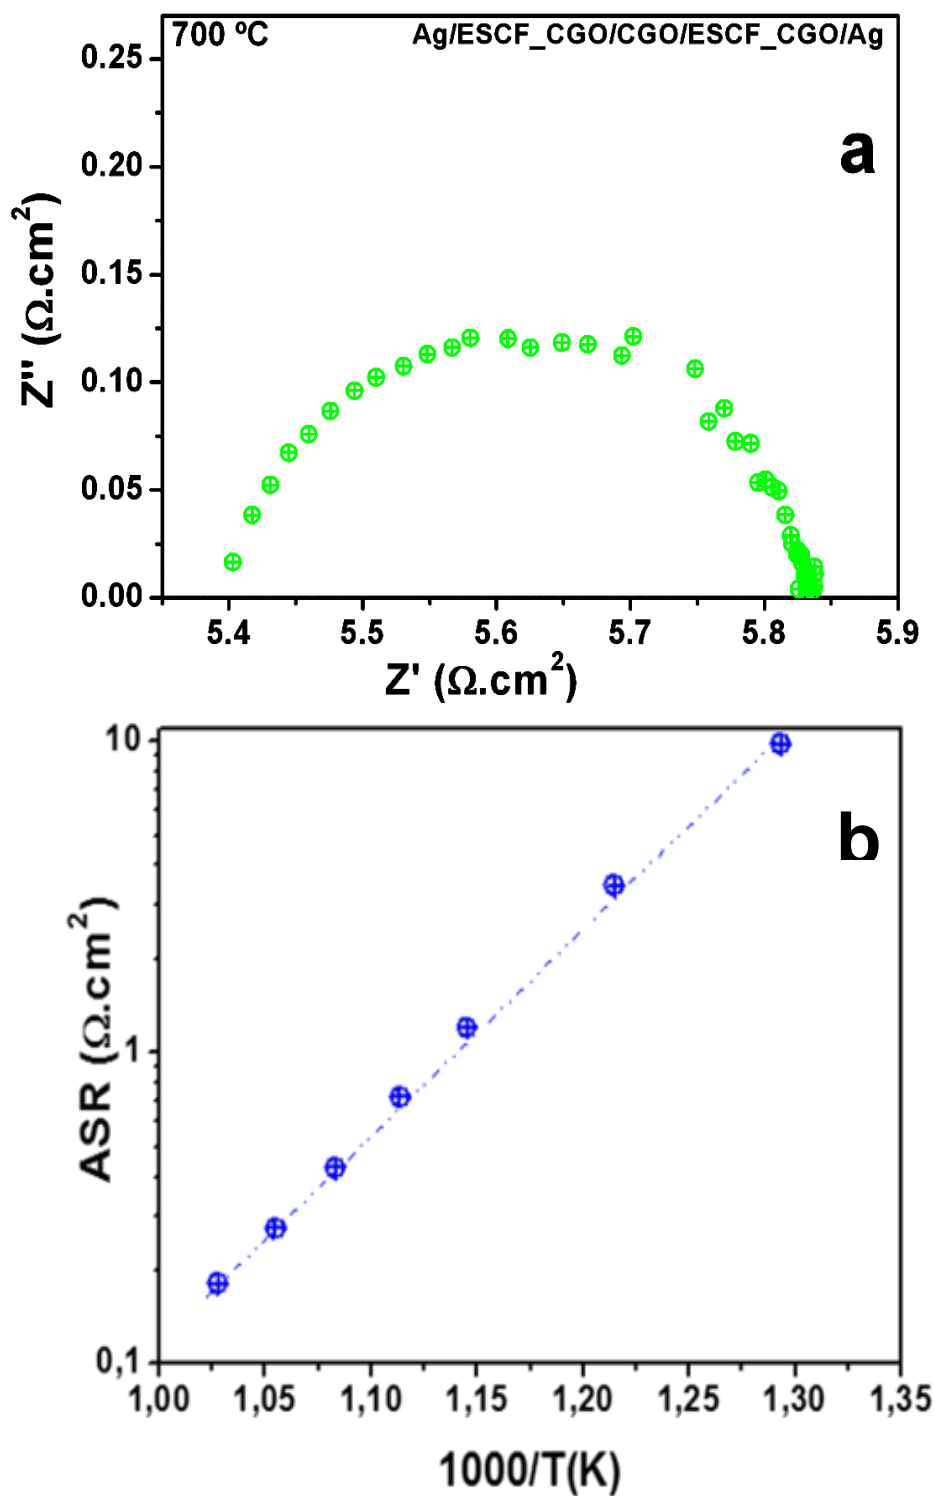 700 ºC Ag/ESCF_CGO/CGO/ESCF_CGO/Ag
a
0.25
0.20
0.15
0.10
0.05
0.00
Z'' (Ω.cm²)
5.4 5.5 5.6 5.7 5.8 5.9
Z' (Ω.cm²)
b
10
1
0,1
ASR (Ω.cm²)
1,00 1,05 1,10 1,15 1,20 1,25 1,30 1,35
1000/T(K)